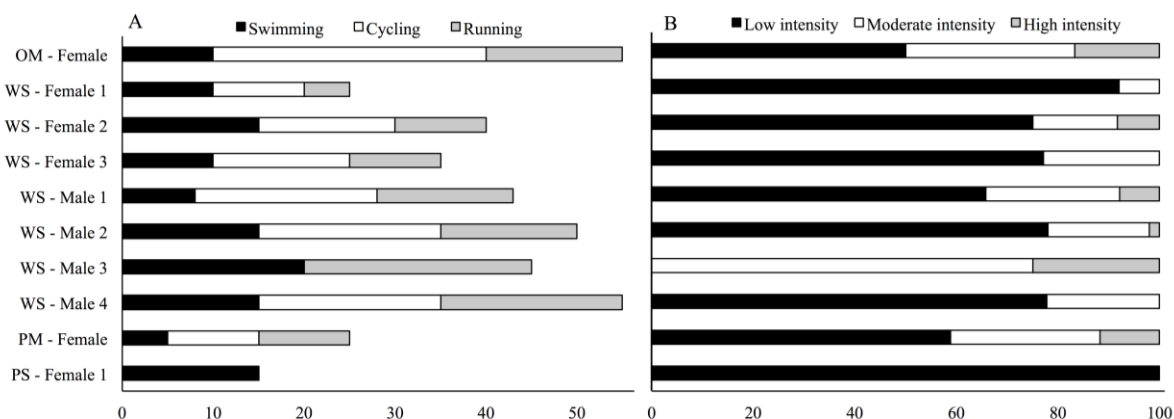 A
Swimming Cycling Running
OM - Female
WS - Female 1
WS - Female 2
WS - Female 3
WS - Male 1
WS - Male 2
WS - Male 3
WS - Male 4
PM - Female
PS - Female 1
0 10 20 30 40 50
B
Low intensity Moderate intensity High intensity
0 20 40 60 80 100